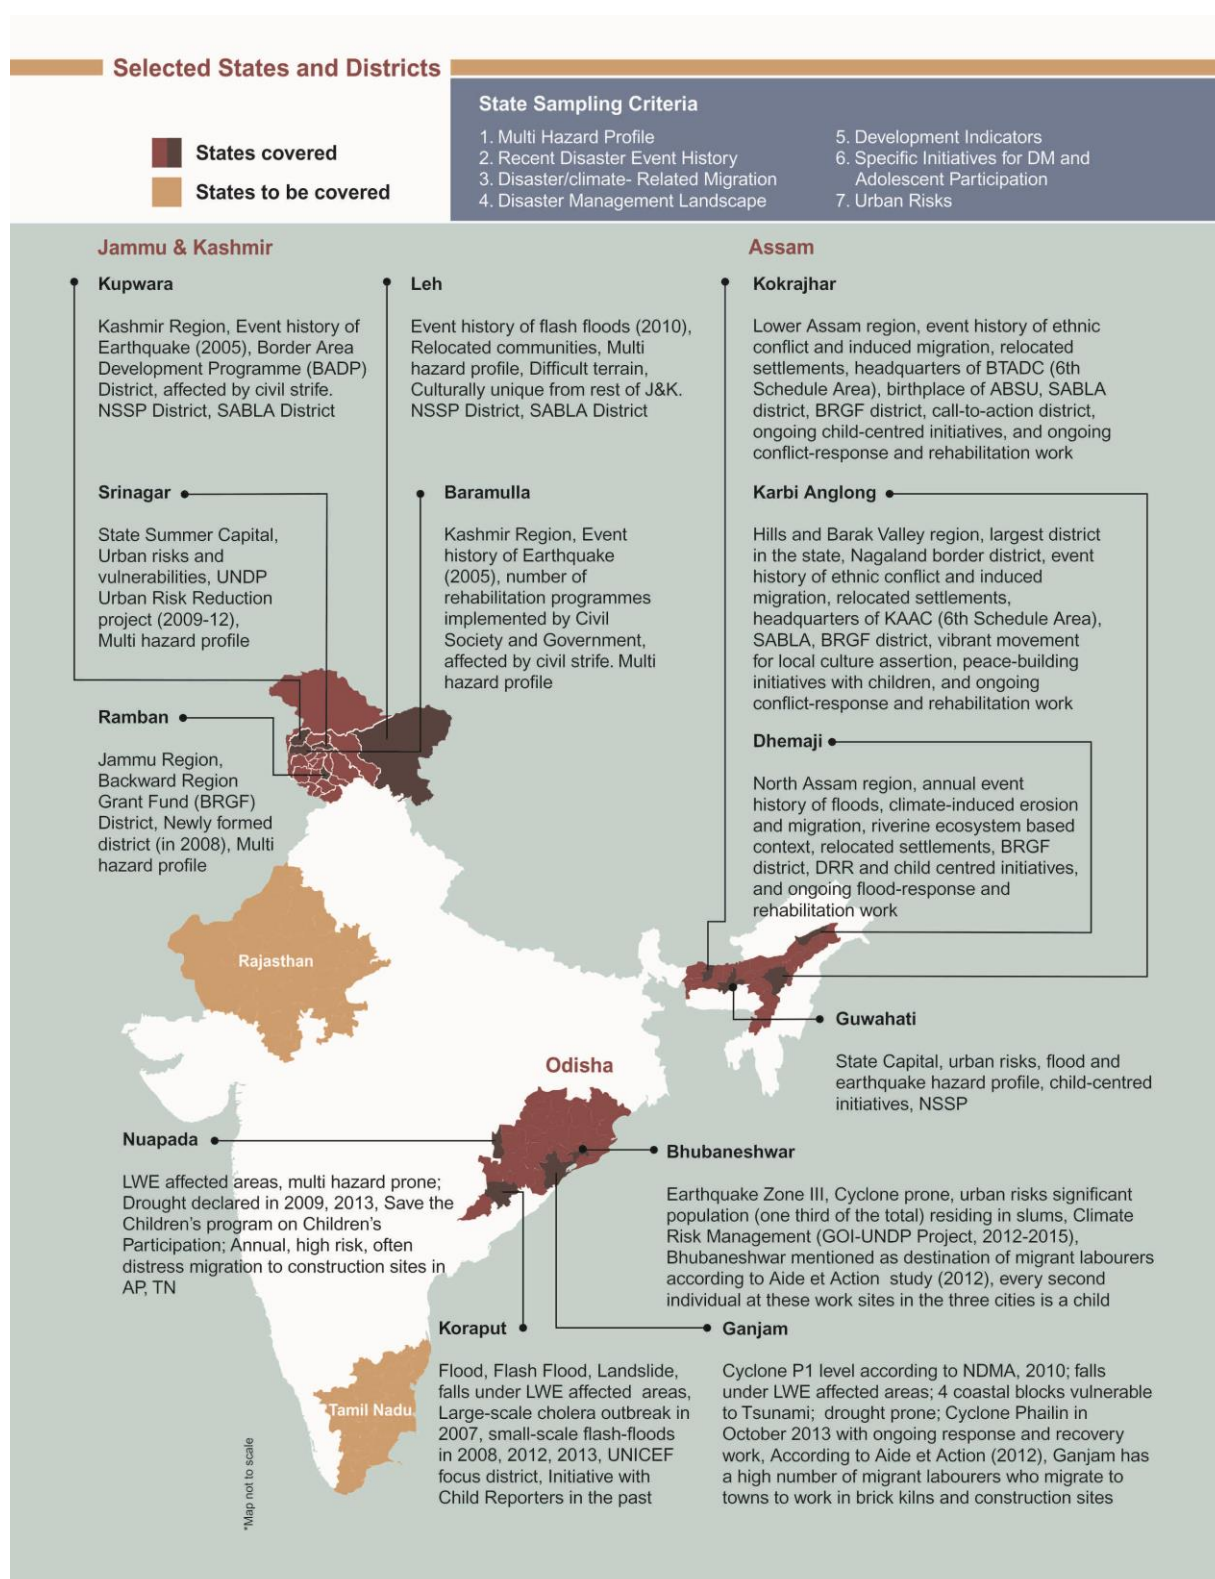 Selected States and Districts
States covered
States to be covered
State Sampling Criteria
1. Multi Hazard Profile
2. Recent Disaster Event History
3. Disaster/climate- Related Migration
4. Disaster Management Landscape
5. Development Indicators
6. Specific Initiatives for DM and
Adolescent Participation
7. Urban Risks
Jammu & Kashmir
Kupwara
Kashmir Region, Event history of
Earthquake (2005), Border Area
Development Programme (BADP)
District, affected by civil strife.
NSSP District, SABLA District
Leh
Event history of flash floods (2010),
Relocated communities, Multi
hazard profile, Difficult terrain,
Culturally unique from rest of J&K.
NSSP District, SABLA District
Srinagar
State Summer Capital,
Urban risks and
vulnerabilities, UNDP
Urban Risk Reduction
project (2009-12),
Multi hazard profile
Baramulla
Kashmir Region, Event
history of Earthquake
(2005), number of
rehabilitation programmes
implemented by Civil
Society and Government,
affected by civil strife. Multi
hazard profile
Ramban
Jammu Region,
Backward Region
Grant Fund (BRGF)
District, Newly formed
district (in 2008), Multi
hazard profile
Assam
Kokrajhar
Lower Assam region, event history of ethnic
conflict and induced migration, relocated
settlements, headquarters of BTADC (6th
Schedule Area), birthplace of ABSU, SABLA
district, BRGF district, call-to-action district,
ongoing child-centred initiatives, and ongoing
conflict-response and rehabilitation work
Karbi Anglong
Hills and Barak Valley region, largest district
in the state, Nagaland border district, event
history of ethnic conflict and induced
migration, relocated settlements,
headquarters of KAAC (6th Schedule Area),
SABLA, BRGF district, vibrant movement
for local culture assertion, peace-building
initiatives with children, and ongoing
conflict-response and rehabilitation work
Dhemaji
North Assam region, annual event
history of floods, climate-induced erosion
and migration, riverine ecosystem based
context, relocated settlements, BRGF
district, DRR and child centred initiatives,
and ongoing flood-response and
rehabilitation work
Rajasthan
Guwahati
State Capital, urban risks, flood and
earthquake hazard profile, child-centred
initiatives, NSSP
Odisha
Nuapada
LWE affected areas, multi hazard prone;
Drought declared in 2009, 2013, Save the
Children's program on Children's
Participation; Annual, high risk, often
distress migration to construction sites in
AP, TN
Bhubaneshwar
Earthquake Zone III, Cyclone prone, urban risks significant
population (one third of the total) residing in slums, Climate
Risk Management (GOI-UNDP Project, 2012-2015),
Bhubaneshwar mentioned as destination of migrant labourers
according to Aide et Action study (2012), every second
individual at these work sites in the three cities is a child
Koraput
Flood, Flash Flood, Landslide,
falls under LWE affected areas,
Large-scale cholera outbreak in
2007, small-scale flash-floods
in 2008, 2012, 2013, UNICEF
focus district, Initiative with
Child Reporters in the past
Ganjam
Cyclone P1 level according to NDMA, 2010; falls
under LWE affected areas; 4 coastal blocks vulnerable
to Tsunami; drought prone; Cyclone Phailin in
October 2013 with ongoing response and recovery
work, According to Aide et Action (2012), Ganjam has
a high number of migrant labourers who migrate to
towns to work in brick kilns and construction sites
Tamil Nadu
*Map not to scale